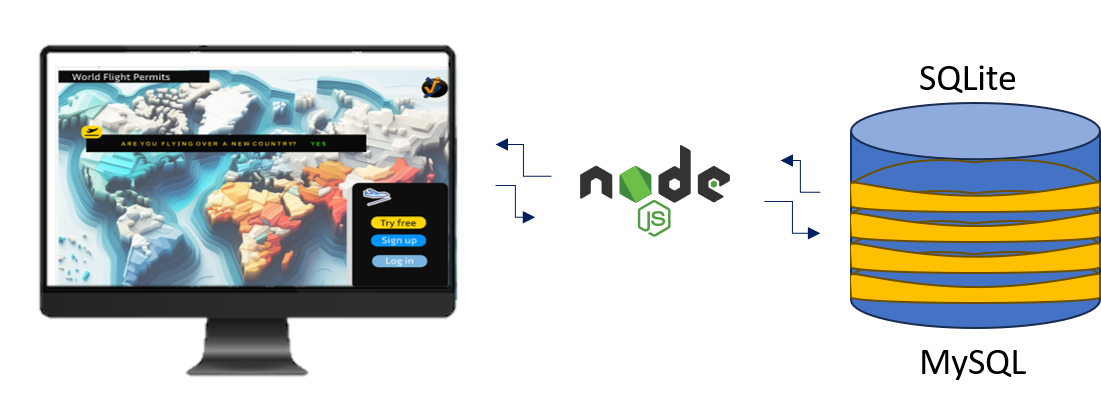 World Flight Permits
ARE YOU FLYING OVER A NEW COUNTRY? YES
Try free
Sign up
Log in
node
JS
SQLite
MySQL